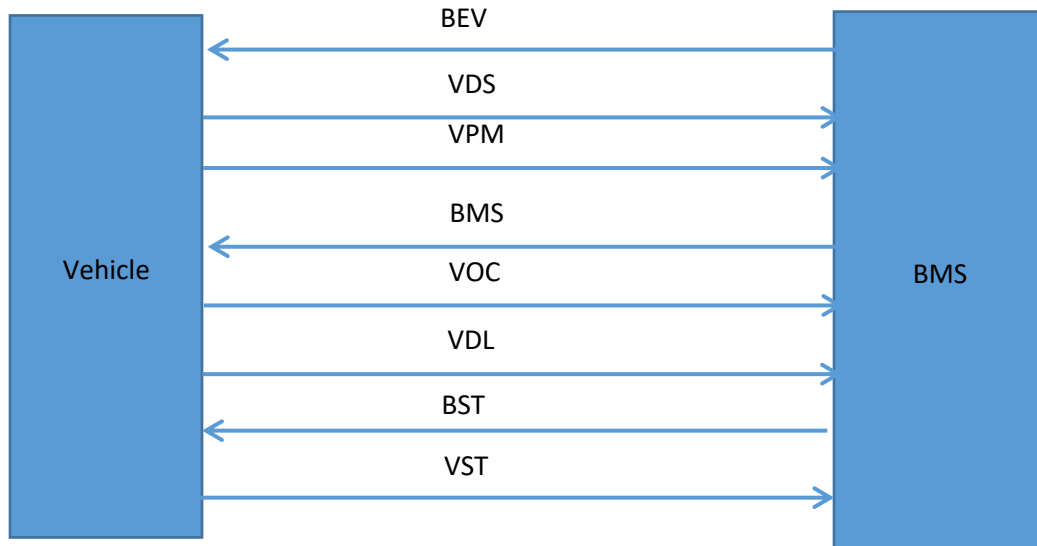 BEV
VDS
VPM
BMS
Vehicle
VOC
BMS
VDL
BST
VST